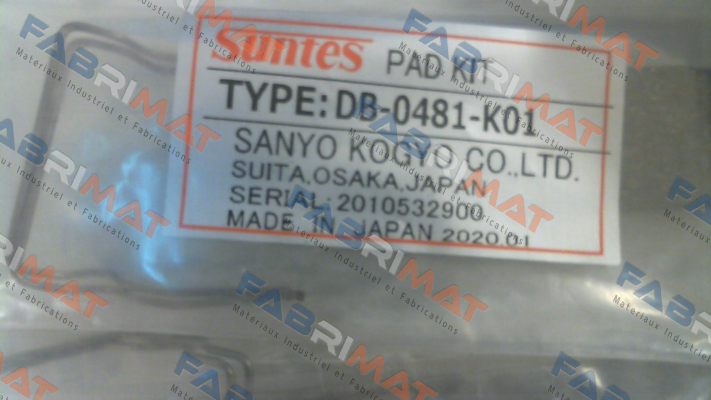 Suntes PAD KIT
TYPE: DB-0481-K01
SANYO KOGYO CO.,LTD.
SUITA,OSAKA,JAPAN
SERIAL: 2010532900
MADE IN JAPAN 2020.01
FABRIMAT
Materiaux Industriel et Fabrications